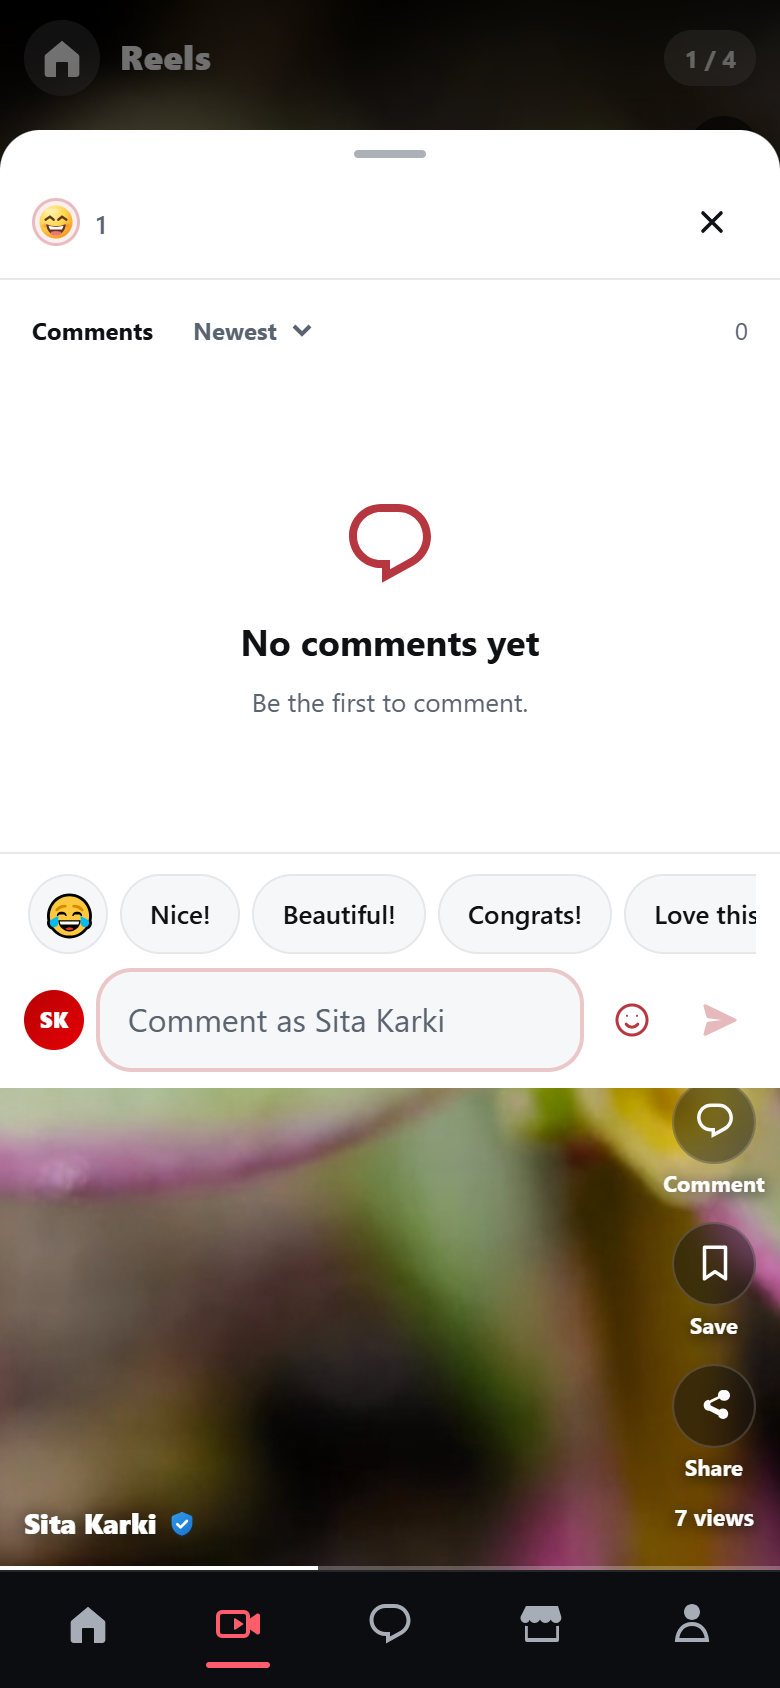 Reels
1 / 4
1
Comments Newest 0
No comments yet
Be the first to comment.
Nice! Beautiful! Congrats! Love this
SK Comment as Sita Karki
Comment
Save
Share
7 views
Sita Karki